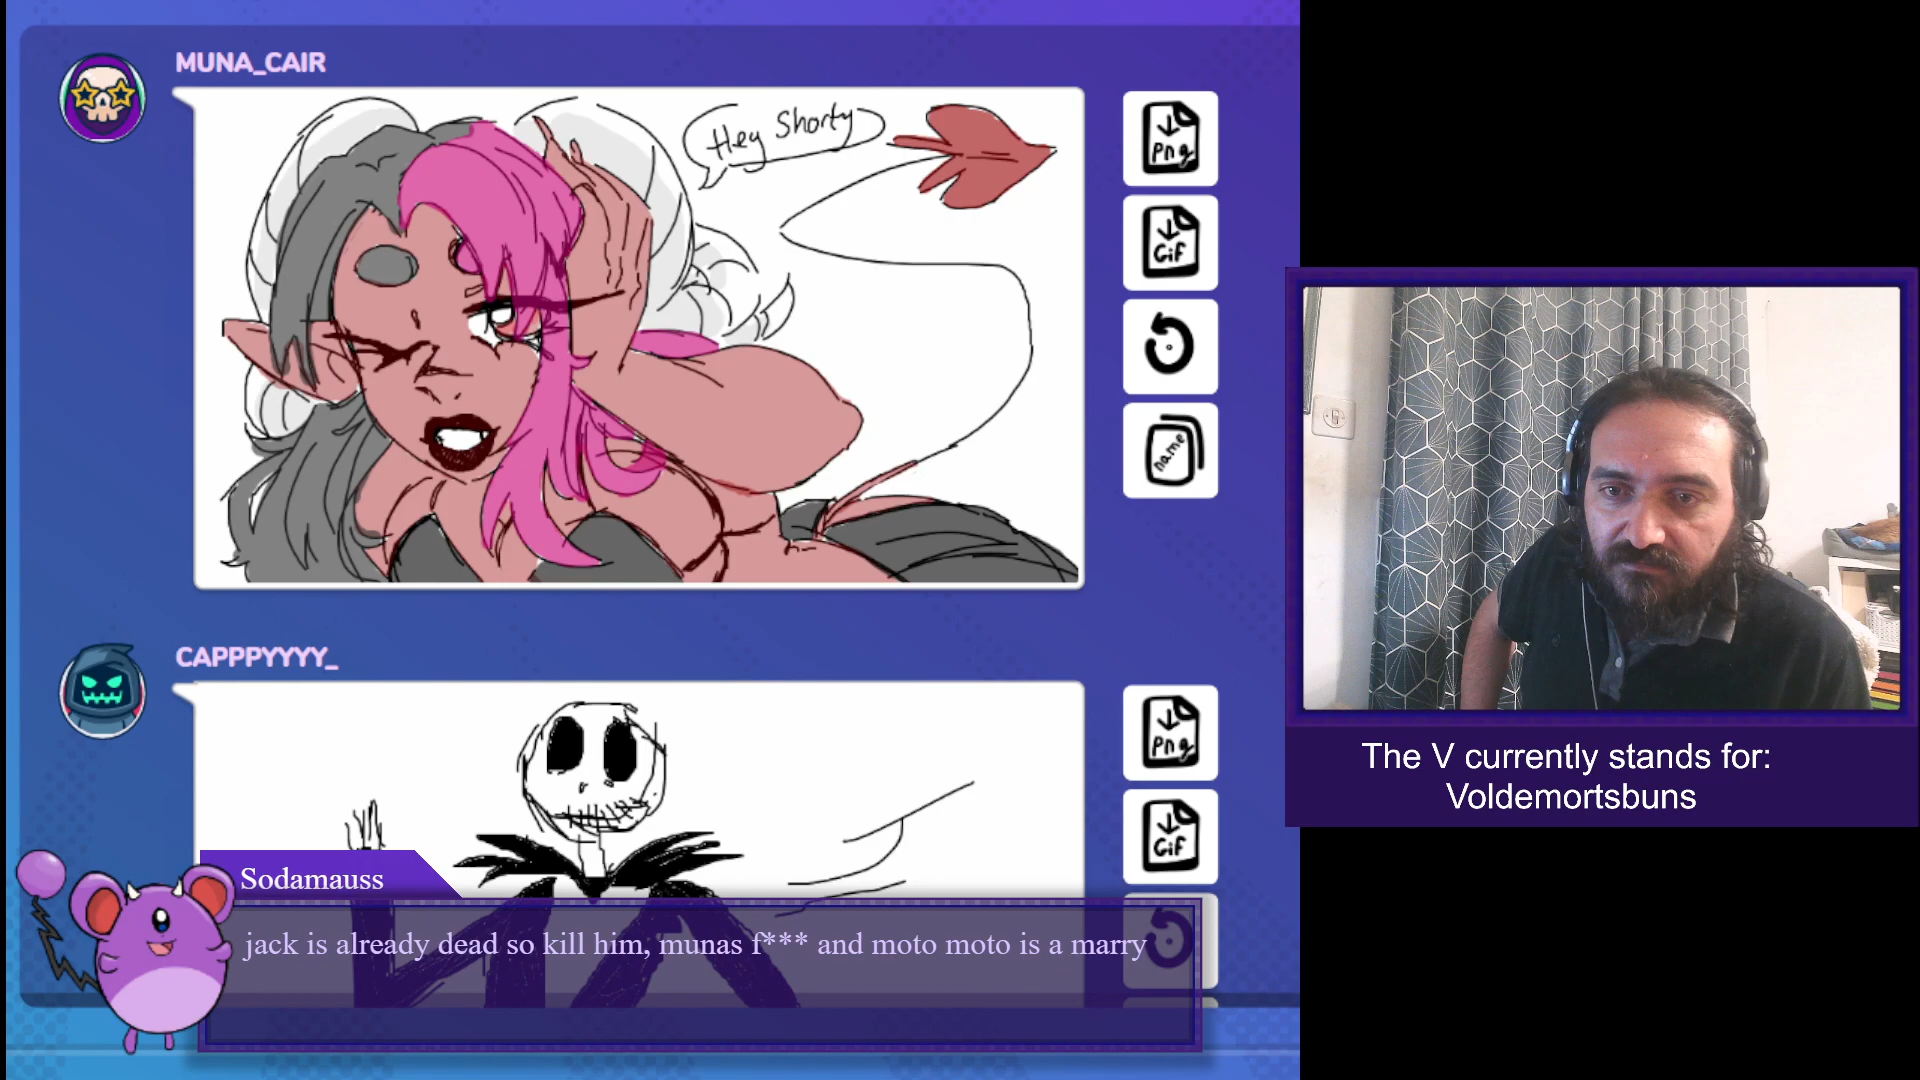 MUNA_CAIR
Hey Shorty
Png
Gif
name
CAPPPYYYY_
Png
Gif
Sodamauss
jack is already dead so kill him, munas f*** and moto moto is a marry
The V currently stands for:
Voldemortsbuns